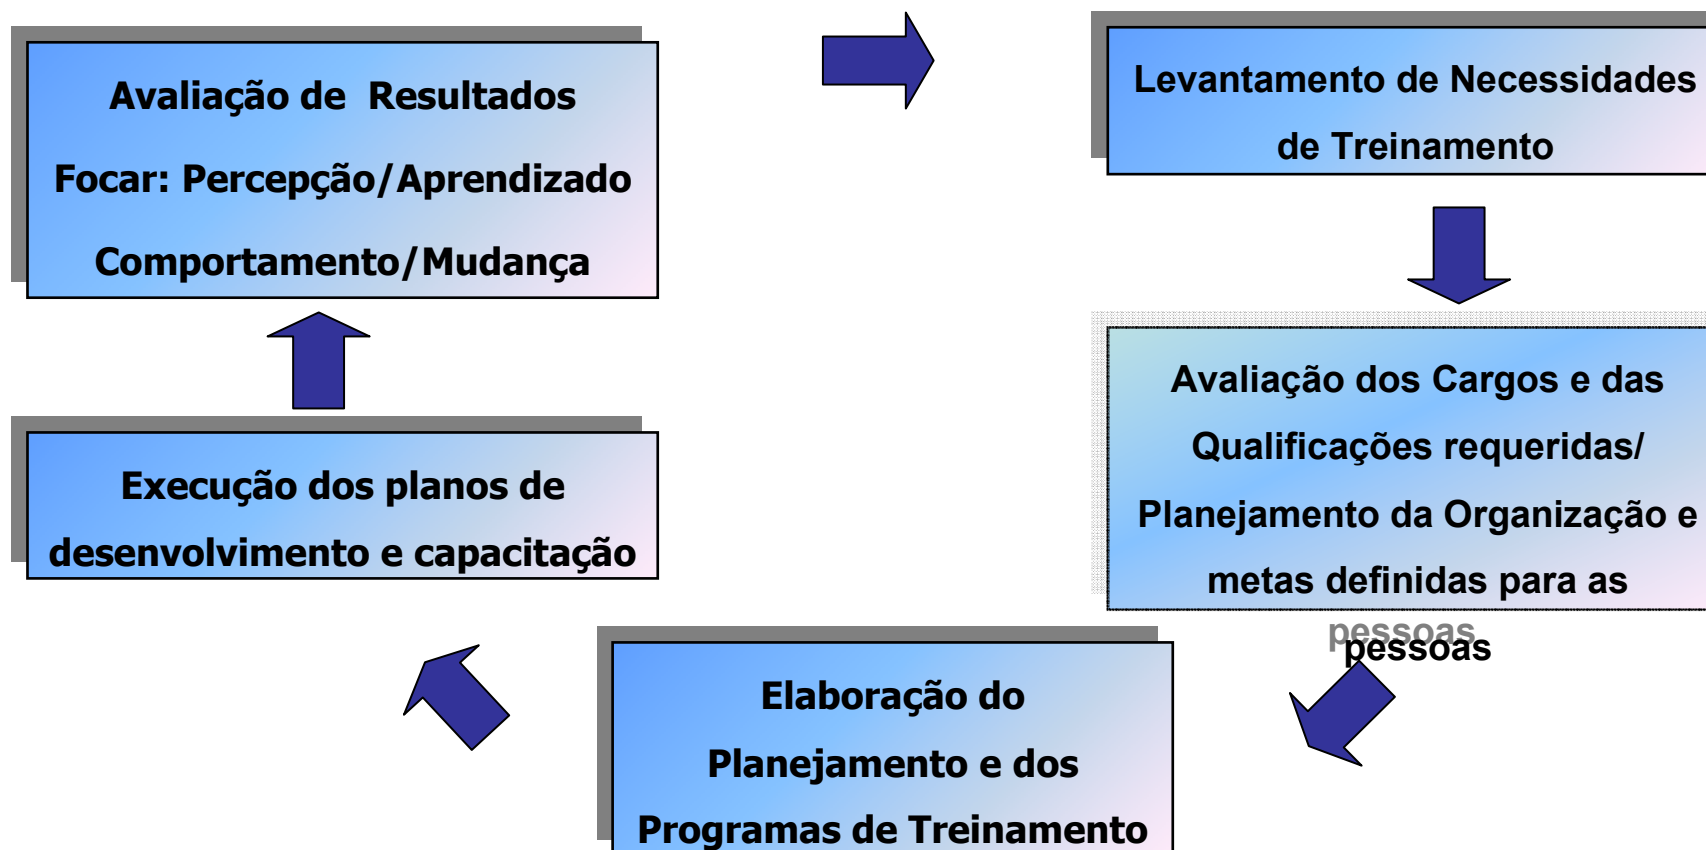 Avaliação de Resultados
Focar: Percepção/Aprendizado
Comportamento/Mudança
Levantamento de Necessidades
de Treinamento
Avaliação dos Cargos e das
Qualificações requeridas/
Planejamento da Organização e
metas definidas para as
pessoas
Elaboração do
Planejamento e dos
Programas de Treinamento
Execução dos planos de
desenvolvimento e capacitação